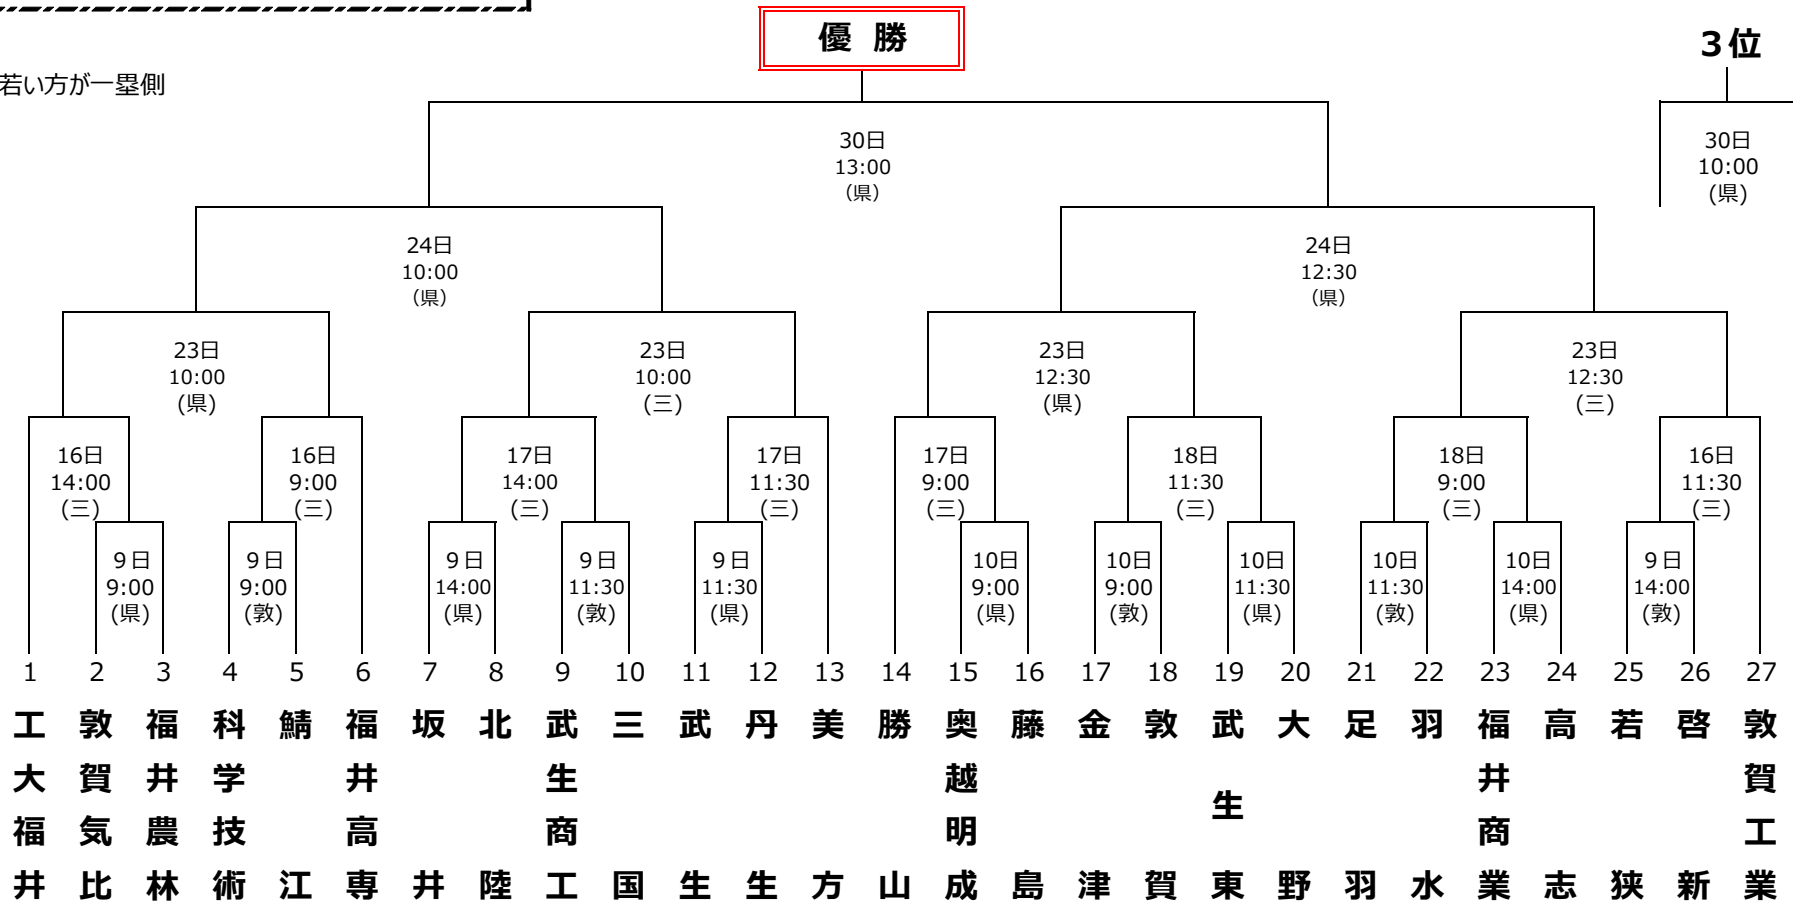 優 勝
3位
若い方が一塁側
30日
13:00
(県)
30日
10:00
(県)
24日
10:00
(県)
24日
12:30
(県)
23日
10:00
(県)
23日
10:00
(三)
23日
12:30
(県)
23日
12:30
(三)
16日
14:00
(三)
16日
9:00
(三)
17日
14:00
(三)
17日
11:30
(三)
17日
9:00
(三)
18日
11:30
(三)
18日
9:00
(三)
16日
11:30
(三)
9日
9:00
(県)
9日
9:00
(敦)
9日
14:00
(県)
9日
11:30
(敦)
9日
11:30
(県)
10日
9:00
(県)
10日
9:00
(敦)
10日
11:30
(県)
10日
11:30
(敦)
10日
14:00
(県)
9日
14:00
(敦)
1 2 3 4 5 6 7 8 9 10 11 12 13 14 15 16 17 18 19 20 21 22 23 24 25 26 27
工大福井
敦賀気比
福井農林
科学技術
鯖江
福井高専
坂井
北陸
武生商工
三国
武生
丹生
美方
勝山
奥越明成
藤島
金津
敦賀
武生東
大野
足羽
羽水
福井商業
高志
若狭
啓新
敦賀工業